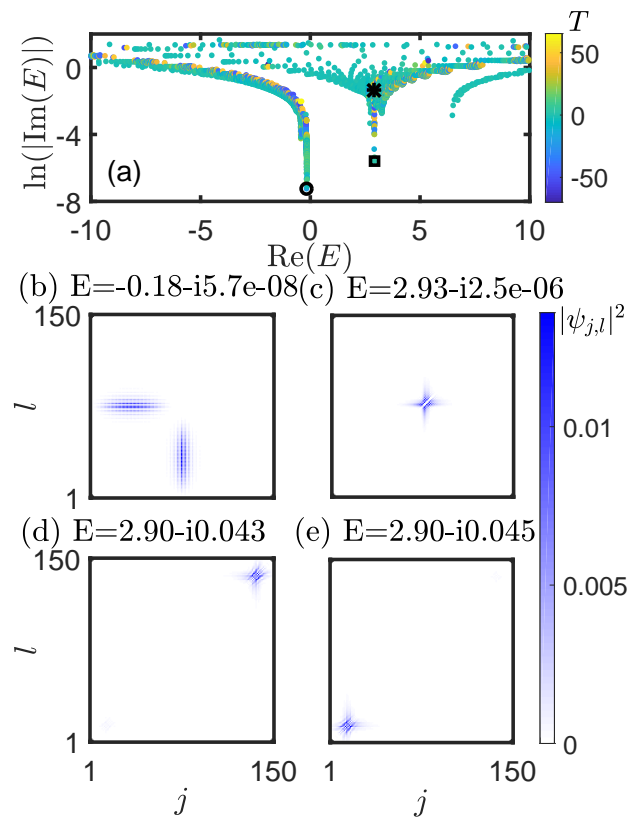 T
0
-4
-8
ln(|Im(E)|)
(a)
50
0
-50
-10
-5
0
5
10
Re(E)
(b) E=-0.18-i5.7e-08
(c) E=2.93-i2.5e-06
150
l
1
|ψj,l|²
0.01
0.005
0
(d) E=2.90-i0.043
(e) E=2.90-i0.045
150
l
1
1
150
j
1
150
j